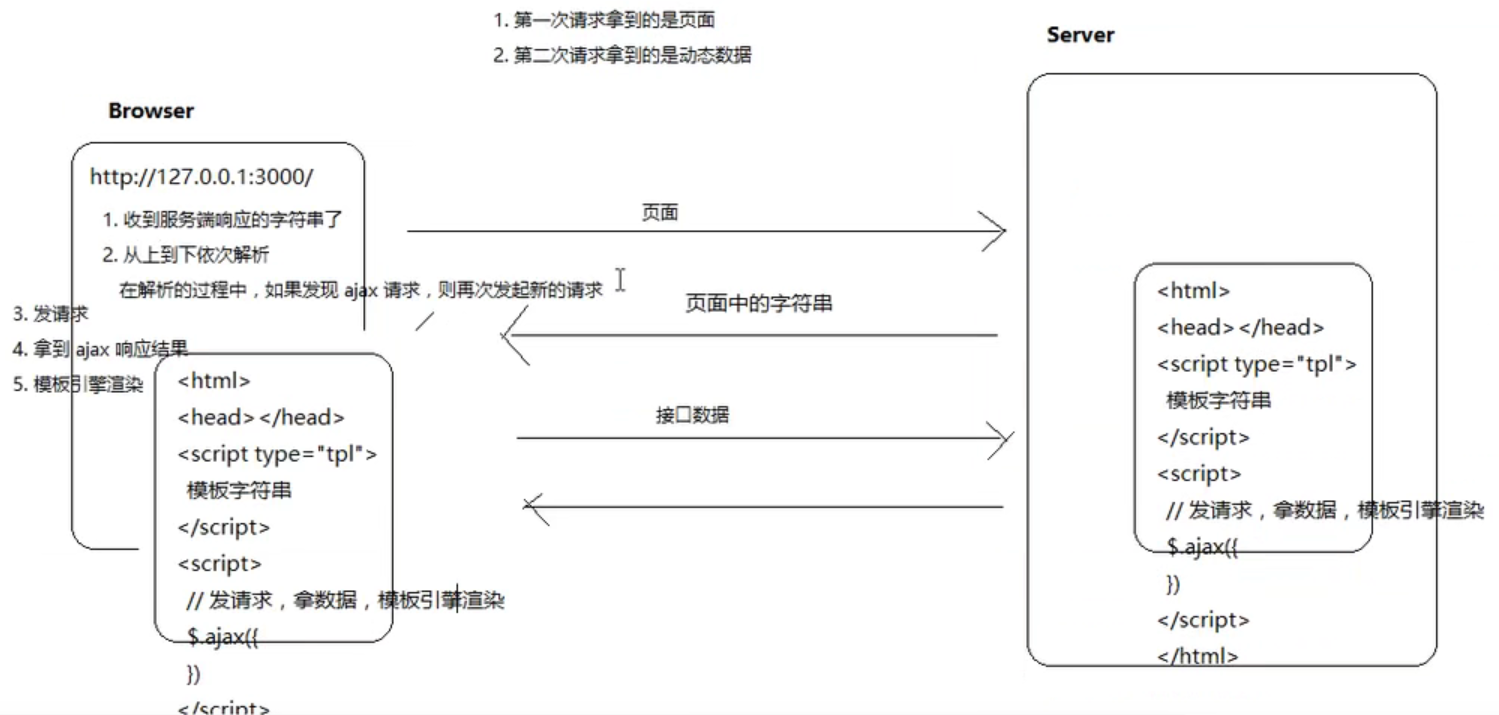 1. 第一次请求拿到的是页面
2. 第二次请求拿到的是动态数据
Browser
http://127.0.0.1:3000/
1. 收到服务端响应的字符串了
2. 从上到下依次解析
在解析的过程中，如果发现 ajax 请求，则再次发起新的请求
3. 发请求
4. 拿到 ajax 响应结果
5. 模板引擎渲染
<html>
<head></head>
<script type="tpl">
模板字符串
</script>
<script>
// 发请求，拿数据，模板引擎渲染
$.ajax({
})
</script>
页面
页面中的字符串
接口数据
Server
<html>
<head></head>
<script type="tpl">
模板字符串
</script>
<script>
// 发请求，拿数据，模板引擎渲染
$.ajax({
})
</script>
</html>